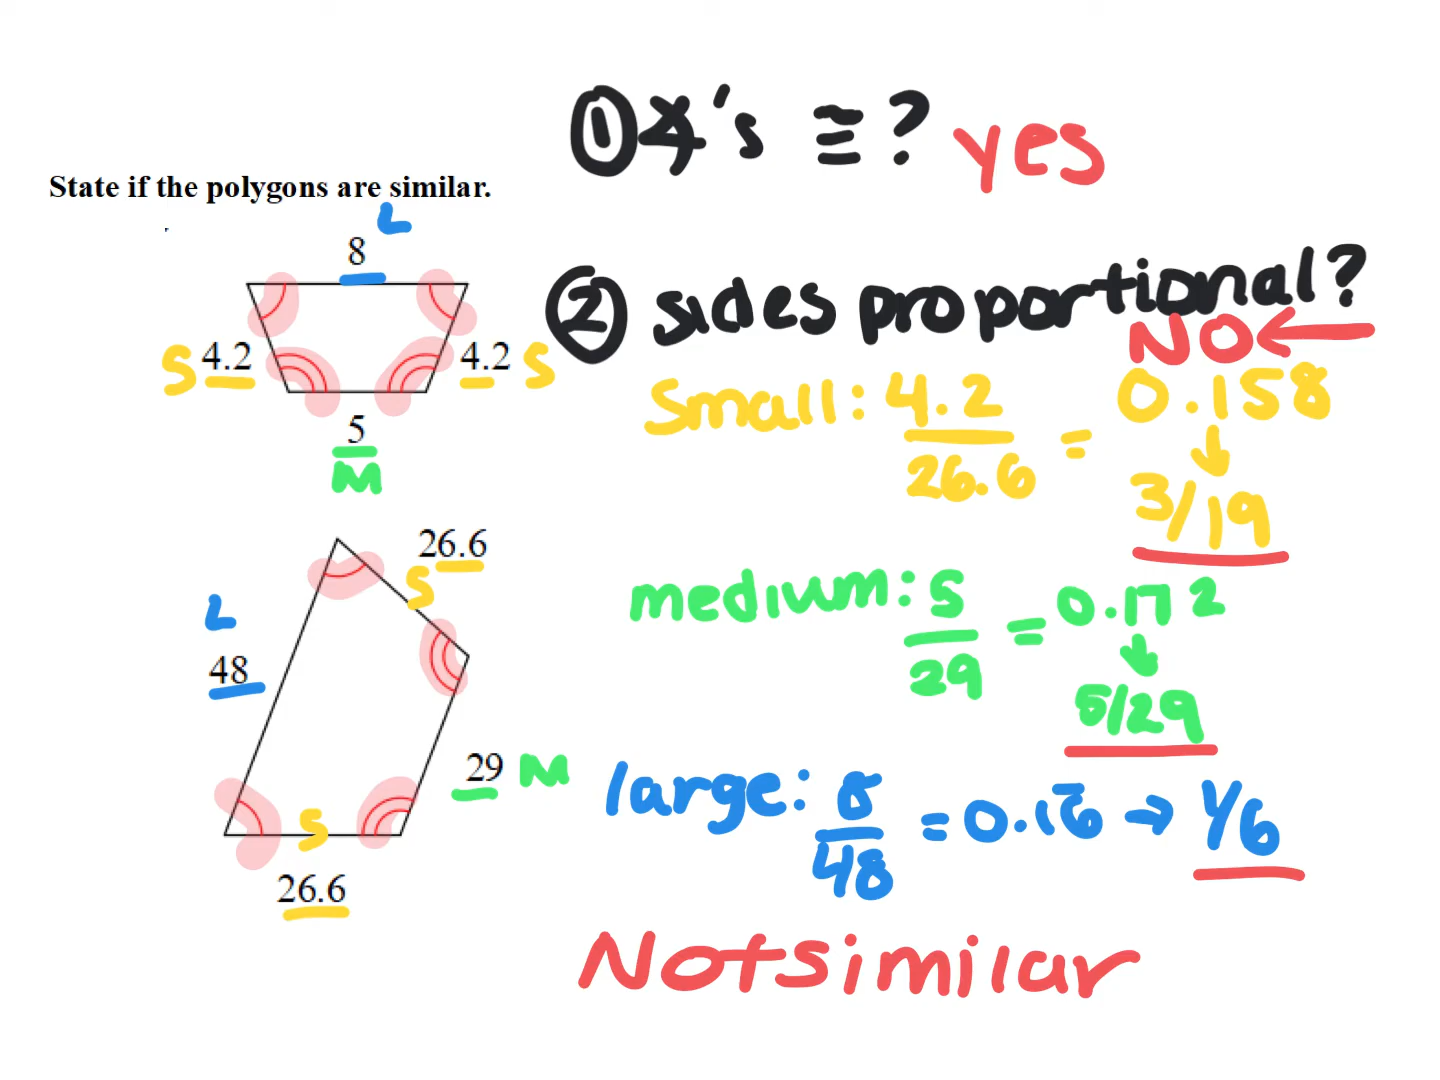 ① ∡'s ≅ ? yes
State if the polygons are similar.
L
8
S 4.2
4.2 S
5
M
② sides proportional?
NO ←
small: 4.2/26.6 = 0.158
↓
3/19
26.6
S
L
48
29 M
S
26.6
medium: 5/29 = 0.172
↓
5/29
large: 8/48 = 0.16̅ → 1/6
Not similar